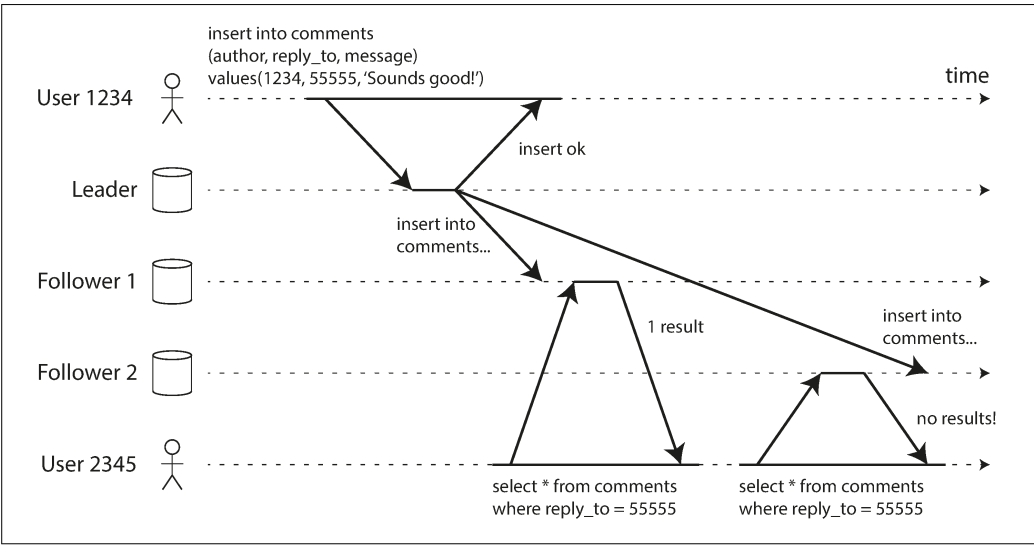 insert into comments
(author, reply_to, message)
values(1234, 55555, ‘Sounds good!’)
time
User 1234
insert ok
Leader
insert into
comments...
Follower 1
insert into
comments...
1 result
Follower 2
no results!
User 2345
select * from comments
where reply_to = 55555
select * from comments
where reply_to = 55555